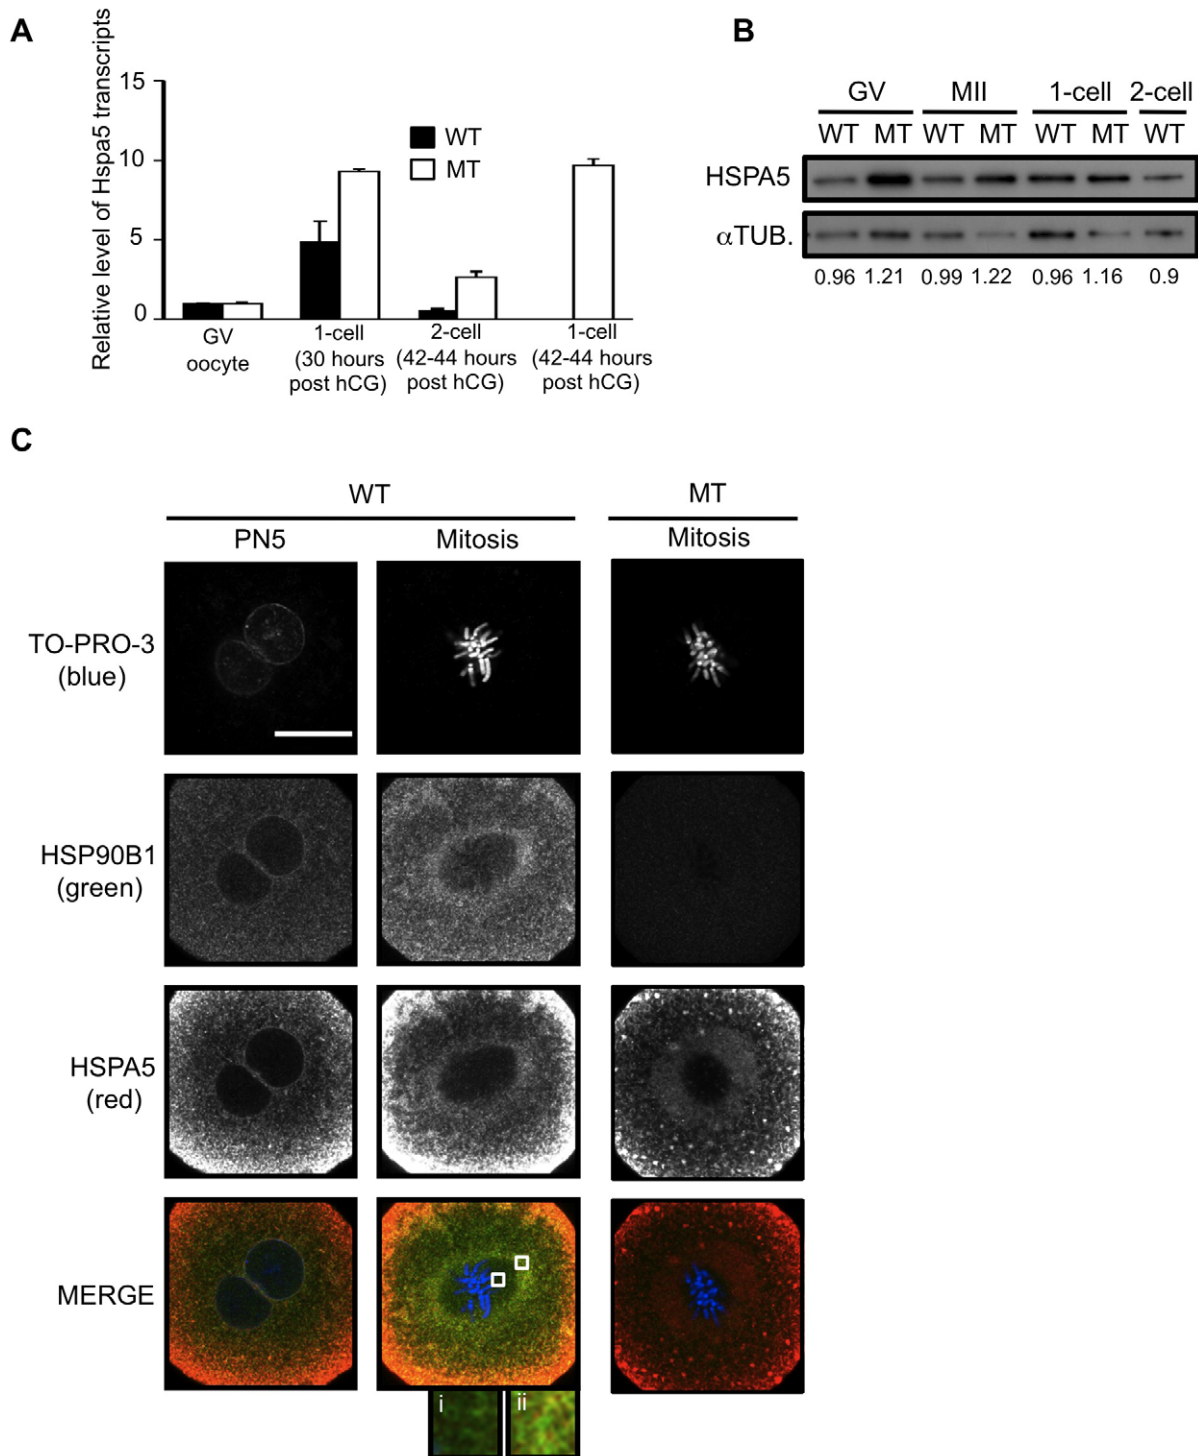 A
Relative level of Hspa5 transcripts
15
10
5
0
WT
MT
GV
oocyte
1-cell
(30 hours
post hCG)
2-cell
(42-44 hours
post hCG)
1-cell
(42-44 hours
post hCG)
B
GV MII 1-cell 2-cell
WT MT WT MT WT MT WT
HSPA5
αTUB.
0.96 1.21 0.99 1.22 0.96 1.16 0.9
C
WT MT
PN5 Mitosis Mitosis
TO-PRO-3
(blue)
HSP90B1
(green)
HSPA5
(red)
MERGE
i ii